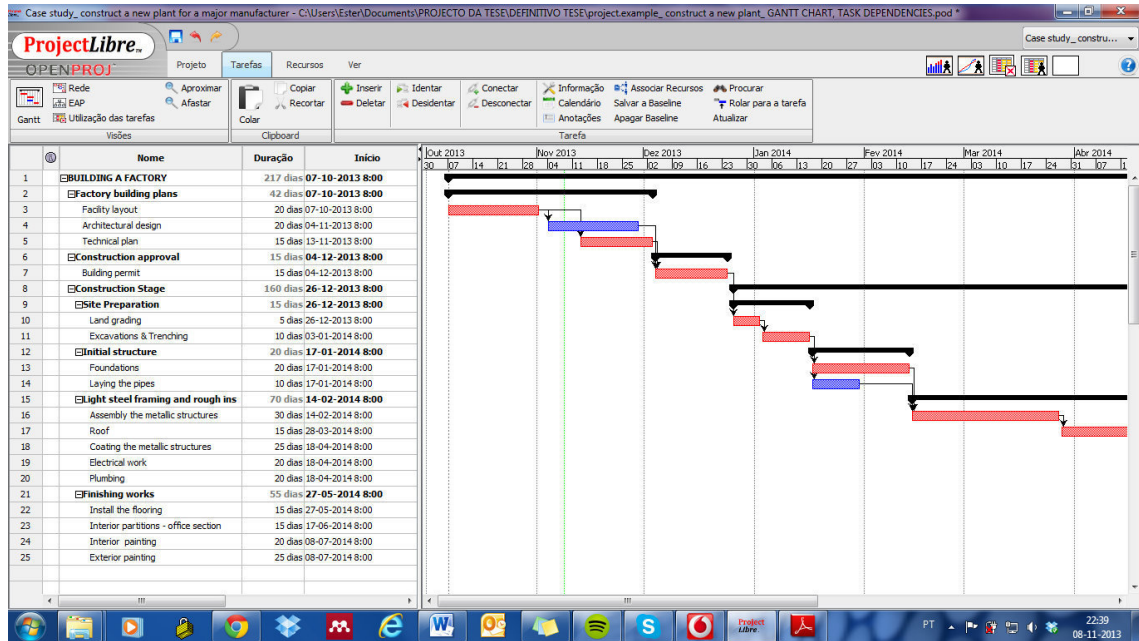 Case study_ construct a new plant for a major manufacturer - C:\Users\Ester\Documents\PROJECTO DA TESE\DEFINITIVO TESE\project.example_ construct a new plant_ GANTT CHART, TASK DEPENDENCIES.pod *
ProjectLibre
OPENPROJ
Case study_ constru...
Projeto Tarefas Recursos Ver
Rede Aproximar Copiar Inserir Identar Conectar Informação Associar Recursos Procurar
EAP Afastar Recortar Deletar Desidentar Desconectar Calendário Salvar a Baseline Rolar para a tarefa
Gantt Utilização das tarefas Colar Anotações Apagar Baseline Atualizar
Visões Clipboard Tarefa
Nome Duração Início
Out 2013 Nov 2013 Dez 2013 Jan 2014 Fev 2014 Mar 2014 Abr 2014
30 07 14 21 28 04 11 18 25 02 09 16 23 30 06 13 20 27 03 10 17 24 03 10 17 24 31 07
1 BUILDING A FACTORY 217 dias 07-10-2013 8:00
2 Factory building plans 42 dias 07-10-2013 8:00
3 Facility layout 20 dias 07-10-2013 8:00
4 Architectural design 20 dias 04-11-2013 8:00
5 Technical plan 15 dias 13-11-2013 8:00
6 Construction approval 15 dias 04-12-2013 8:00
7 Building permit 15 dias 04-12-2013 8:00
8 Construction Stage 160 dias 26-12-2013 8:00
9 Site Preparation 15 dias 26-12-2013 8:00
10 Land grading 5 dias 26-12-2013 8:00
11 Excavations & Trenching 10 dias 03-01-2014 8:00
12 Initial structure 20 dias 17-01-2014 8:00
13 Foundations 20 dias 17-01-2014 8:00
14 Laying the pipes 10 dias 17-01-2014 8:00
15 Light steel framing and rough ins 70 dias 14-02-2014 8:00
16 Assembly the metallic structures 30 dias 14-02-2014 8:00
17 Roof 15 dias 28-03-2014 8:00
18 Coating the metallic structures 25 dias 18-04-2014 8:00
19 Electrical work 20 dias 18-04-2014 8:00
20 Plumbing 20 dias 18-04-2014 8:00
21 Finishing works 55 dias 27-05-2014 8:00
22 Install the flooring 15 dias 27-05-2014 8:00
23 Interior partitions - office section 15 dias 17-06-2014 8:00
24 Interior painting 20 dias 08-07-2014 8:00
25 Exterior painting 25 dias 08-07-2014 8:00
Project Libre
PT 22:39
08-11-2013